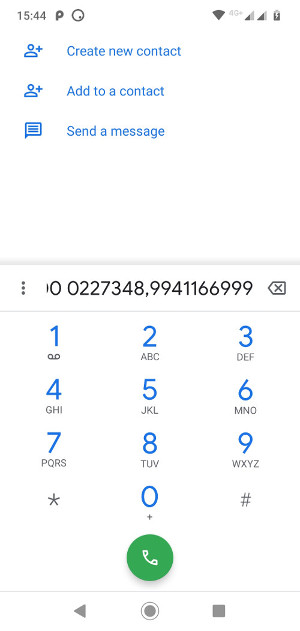 15:44
4G+
Create new contact
Add to a contact
Send a message
00 0227348,9941166999
1 2 3
ABC DEF
4 5 6
GHI JKL MNO
7 8 9
PQRS TUV WXYZ
* 0 #
+